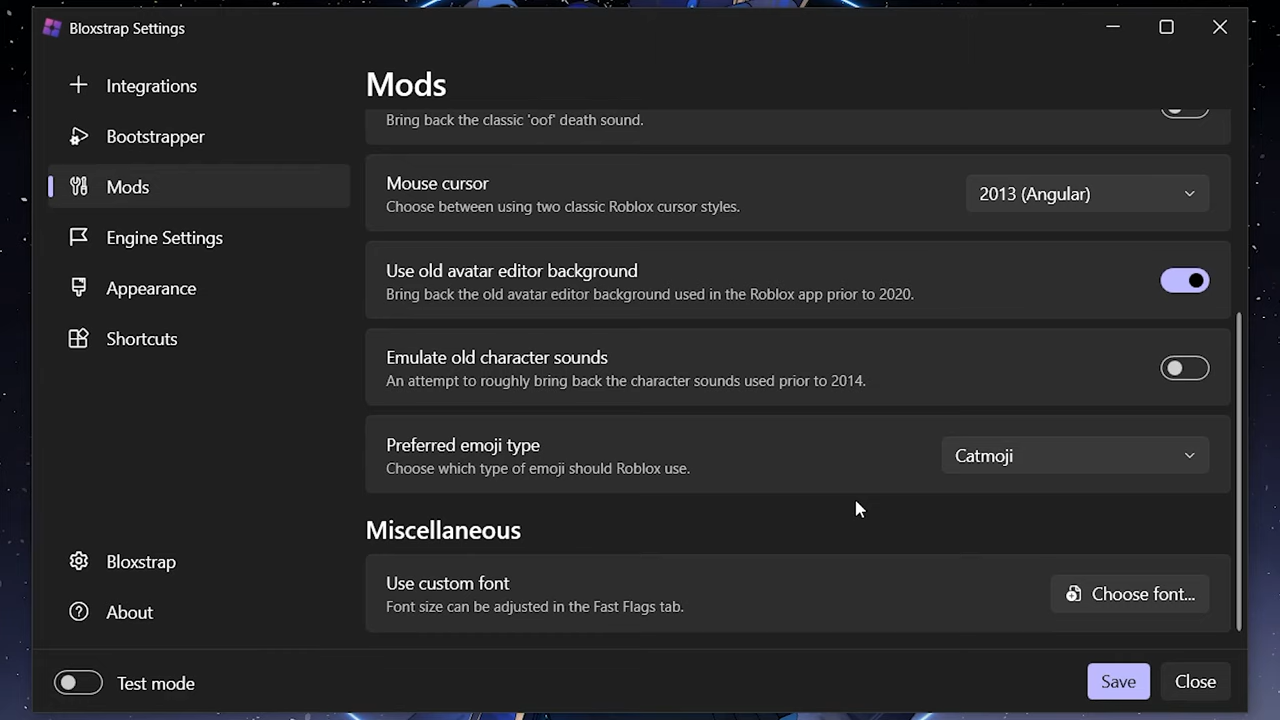 Bloxstrap Settings
Integrations
Bootstrapper
Mods
Engine Settings
Appearance
Shortcuts
Bloxstrap
About
Test mode
Mods
Bring back the classic 'oof' death sound.
Mouse cursor
Choose between using two classic Roblox cursor styles.
2013 (Angular)
Use old avatar editor background
Bring back the old avatar editor background used in the Roblox app prior to 2020.
Emulate old character sounds
An attempt to roughly bring back the character sounds used prior to 2014.
Preferred emoji type
Choose which type of emoji should Roblox use.
Catmoji
Miscellaneous
Use custom font
Font size can be adjusted in the Fast Flags tab.
Choose font...
Save
Close